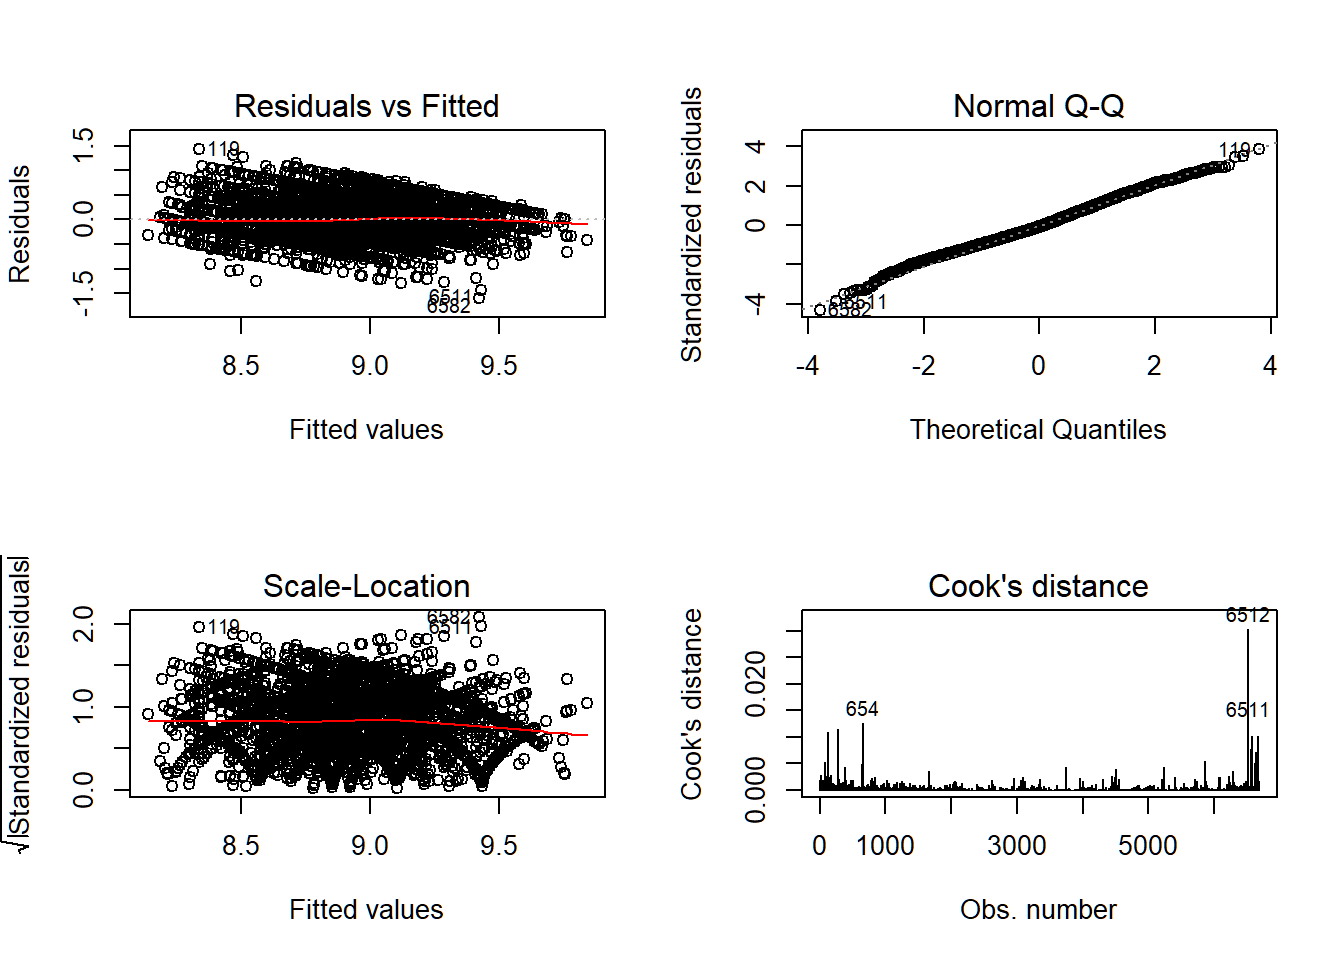 Residuals vs Fitted
Residuals
1.5
0.0
-1.5
119
6511
6582
8.5 9.0 9.5
Fitted values
Normal Q-Q
Standardized residuals
4
2
0
-4
119
6511
6582
-4 -2 0 2 4
Theoretical Quantiles
Scale-Location
√|Standardized residuals|
2.0
1.0
0.0
6582
119
6511
8.5 9.0 9.5
Fitted values
Cook's distance
Cook's distance
0.020
0.000
6512
654
6511
0 1000 3000 5000
Obs. number